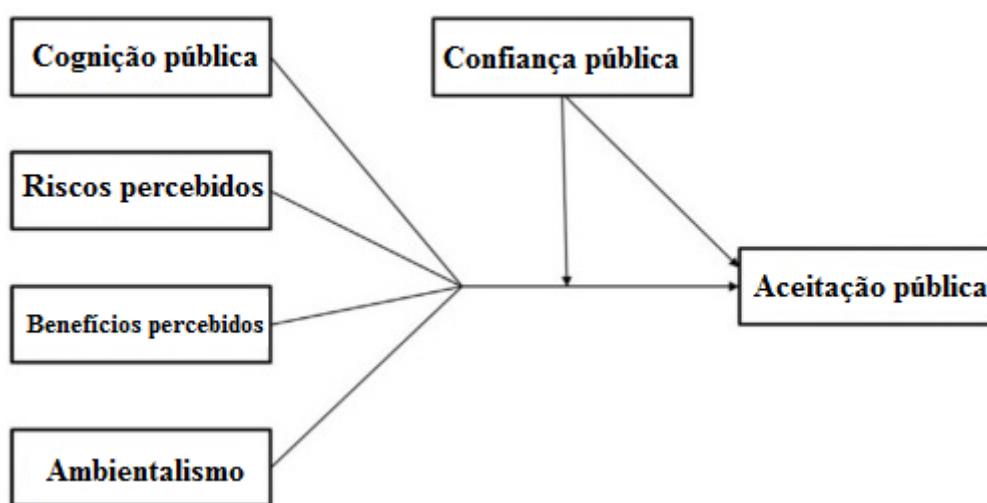 Cognição pública
Confiança pública
Riscos percebidos
Benefícios percebidos
Aceitação pública
Ambientalismo